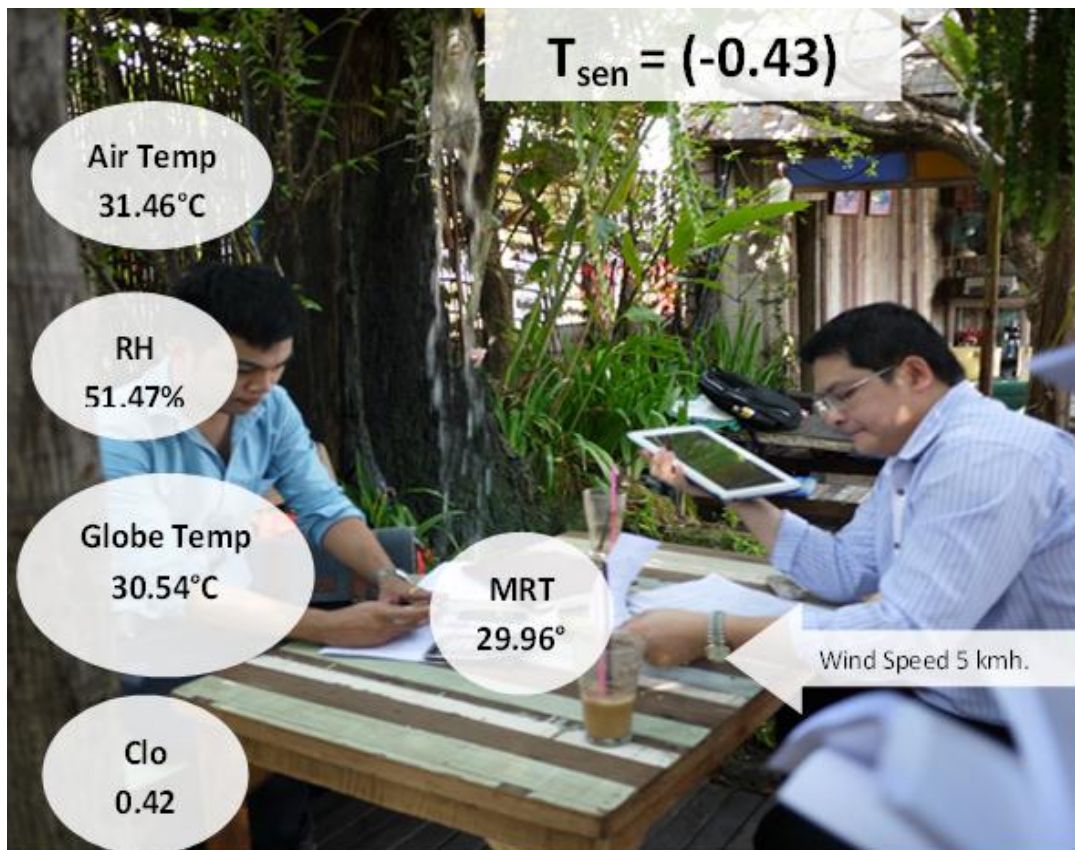 T_sen = (-0.43)
Air Temp
31.46°C
RH
51.47%
Globe Temp
30.54°C
MRT
29.96°
Wind Speed 5 kmh.
Clo
0.42